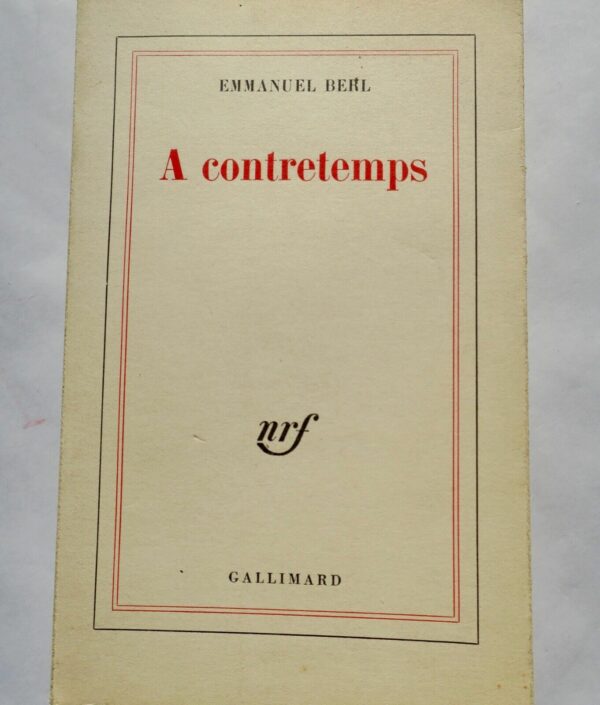 EMMANUEL BERL
A contretemps
nrf
GALLIMARD